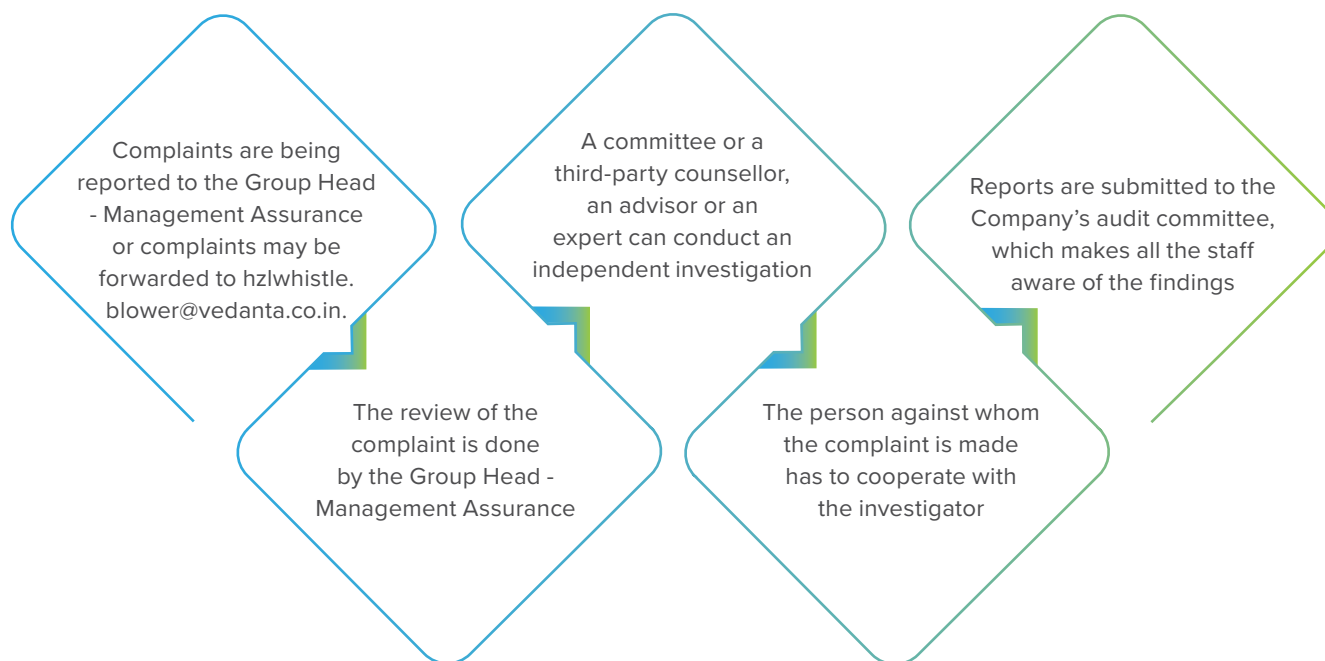 Complaints are being
reported to the Group Head
- Management Assurance
or complaints may be
forwarded to hzlwhistle.
blower@vedanta.co.in.
The review of the
complaint is done
by the Group Head -
Management Assurance
A committee or a
third-party counsellor,
an advisor or an
expert can conduct an
independent investigation
The person against whom
the complaint is made
has to cooperate with
the investigator
Reports are submitted to the
Company’s audit committee,
which makes all the staff
aware of the findings